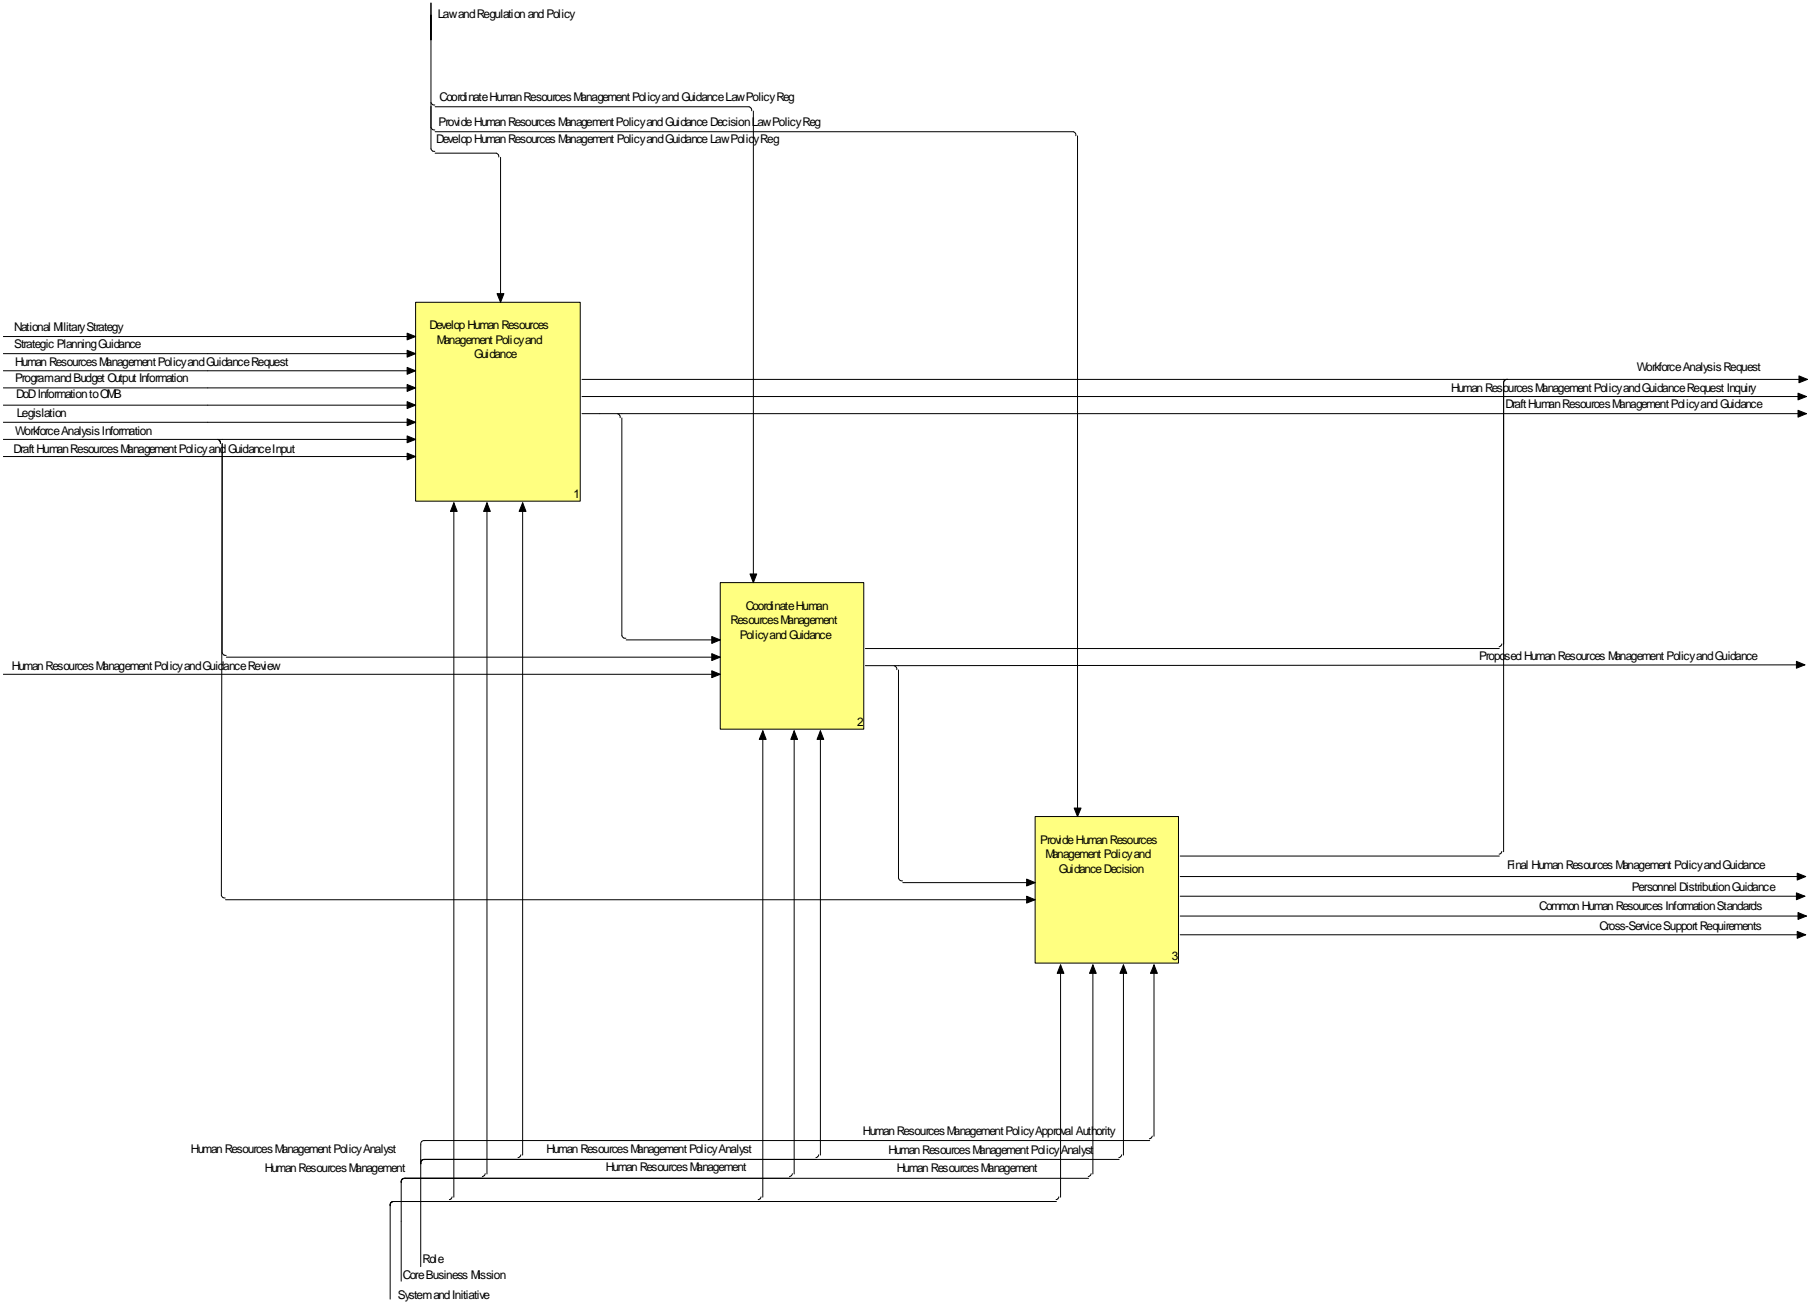 Law and Regulation and Policy
Coordinate Human Resources Management Policy and Guidance Law Policy Reg
Provide Human Resources Management Policy and Guidance Decision Law Policy Reg
Develop Human Resources Management Policy and Guidance Law Policy Reg
National Military Strategy
Strategic Planning Guidance
Human Resources Management Policy and Guidance Request
Program and Budget Output Information
DoD Information to OMB
Legislation
Workforce Analysis Information
Draft Human Resources Management Policy and Guidance Input
Develop Human Resources
Management Policy and
Guidance
1
Workforce Analysis Request
Human Resources Management Policy and Guidance Request Inquiry
Draft Human Resources Management Policy and Guidance
Coordinate Human
Resources Management
Policy and Guidance
2
Human Resources Management Policy and Guidance Review
Proposed Human Resources Management Policy and Guidance
Provide Human Resources
Management Policy and
Guidance Decision
3
Final Human Resources Management Policy and Guidance
Personnel Distribution Guidance
Common Human Resources Information Standards
Cross-Service Support Requirements
Human Resources Management Policy Approval Authority
Human Resources Management Policy Analyst
Human Resources Management Policy Analyst
Human Resources Management Policy Analyst
Human Resources Management
Human Resources Management
Human Resources Management
Role
Core Business Mission
System and Initiative